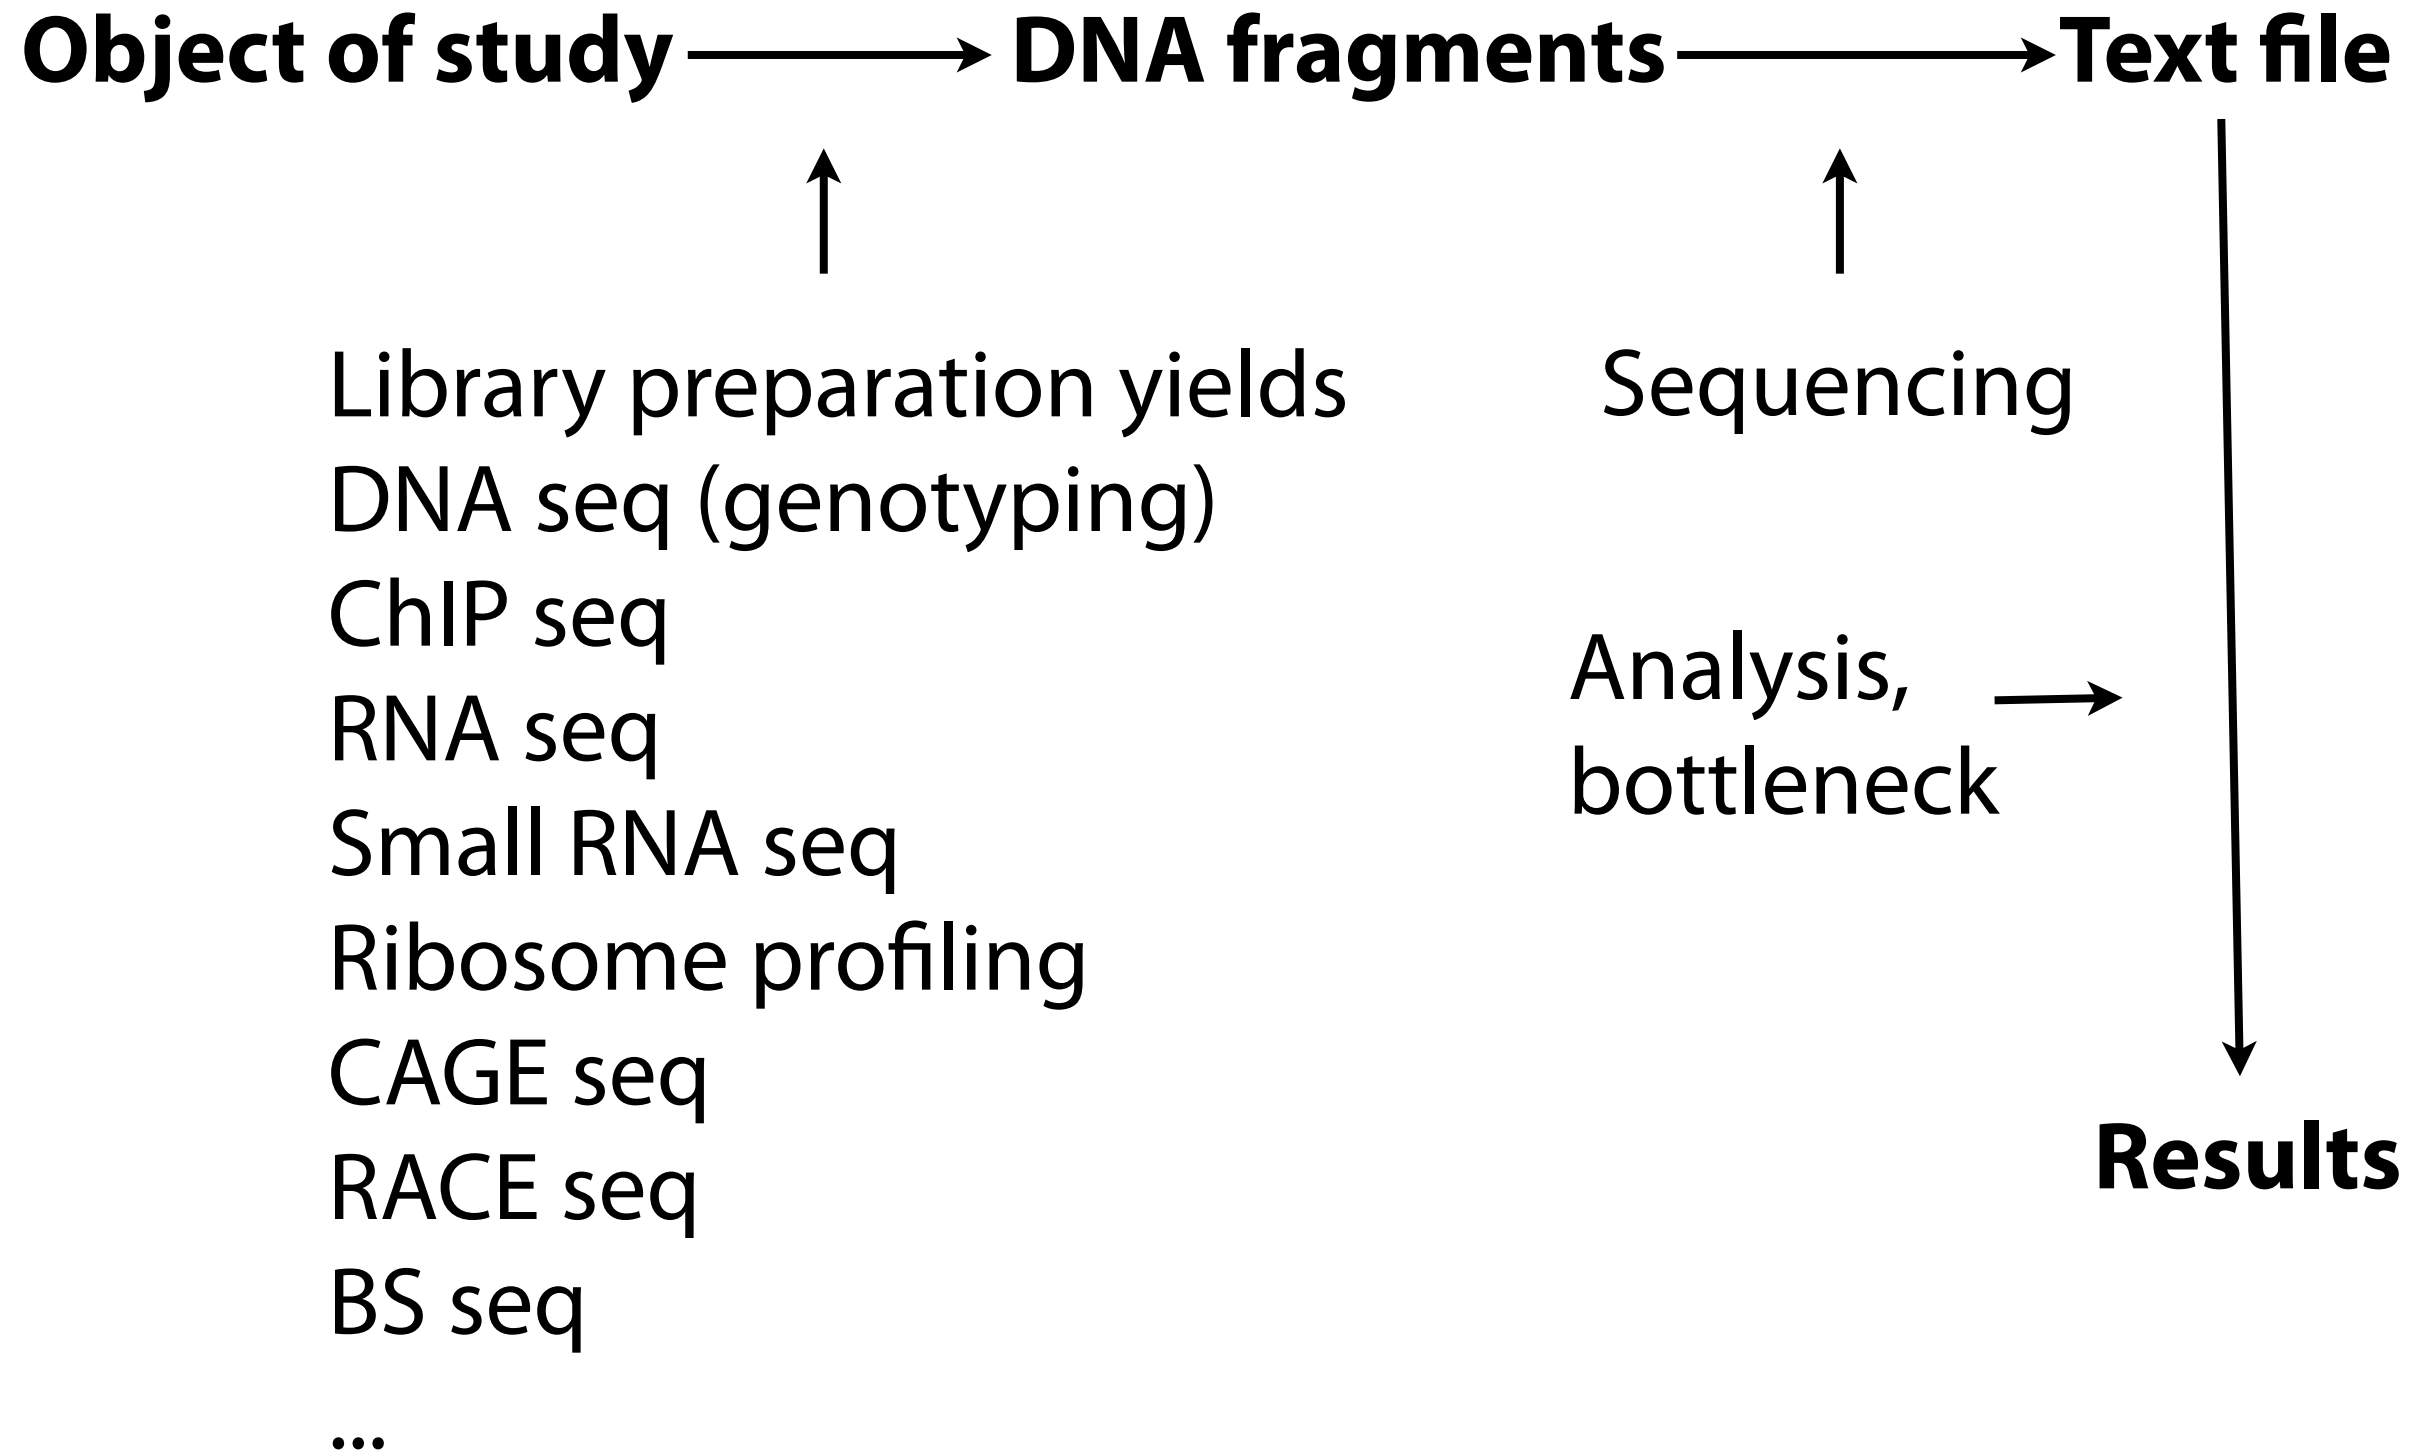 Object of study DNA fragments Text file
Library preparation yields
DNA seq (genotyping)
ChIP seq
RNA seq
Small RNA seq
Ribosome profiling
CAGE seq
RACE seq
BS seq
...
Sequencing
Analysis,
bottleneck
Results